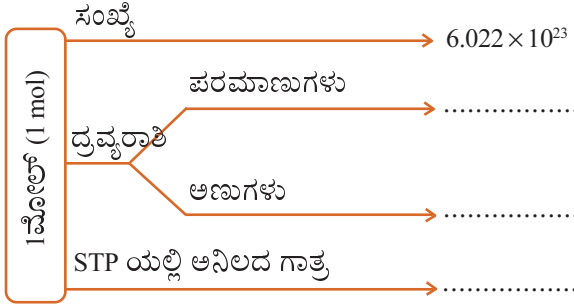 ಸಂಖ್ಯೆ
6.022 × 10²³
ಪರಮಾಣುಗಳು
.................
1ಮೋಲ್ (1 mol)
ದ್ರವ್ಯರಾಶಿ
ಅಣುಗಳು
.................
STP ಯಲ್ಲಿ ಅನಿಲದ ಗಾತ್ರ
.................